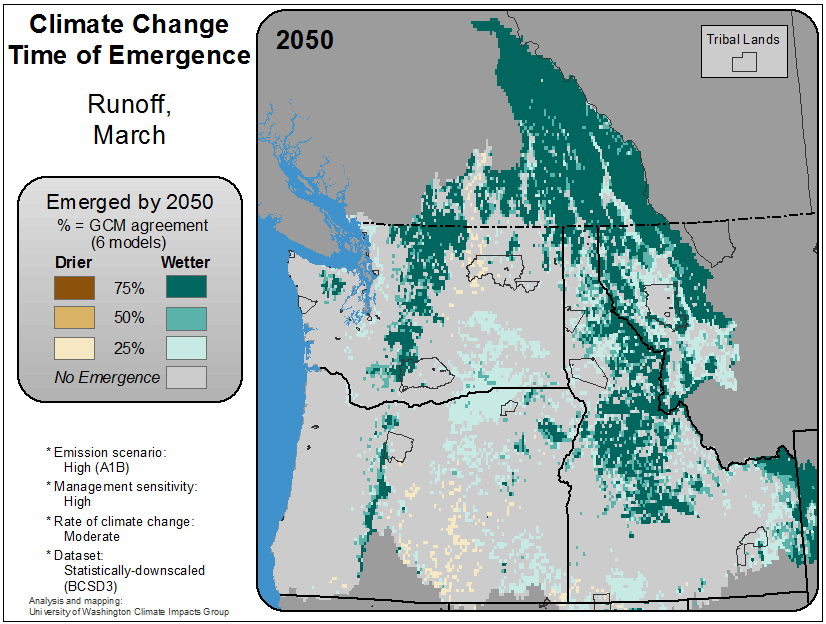 Climate Change
Time of Emergence
Runoff,
March
Emerged by 2050
% = GCM agreement
(6 models)
Drier Wetter
75%
50%
25%
No Emergence
* Emission scenario:
High (A1B)
* Management sensitivity:
High
* Rate of climate change:
Moderate
* Dataset:
Statistically-downscaled
(BCSD3)
Analysis and mapping:
University of Washington Climate Impacts Group
2050
Tribal Lands